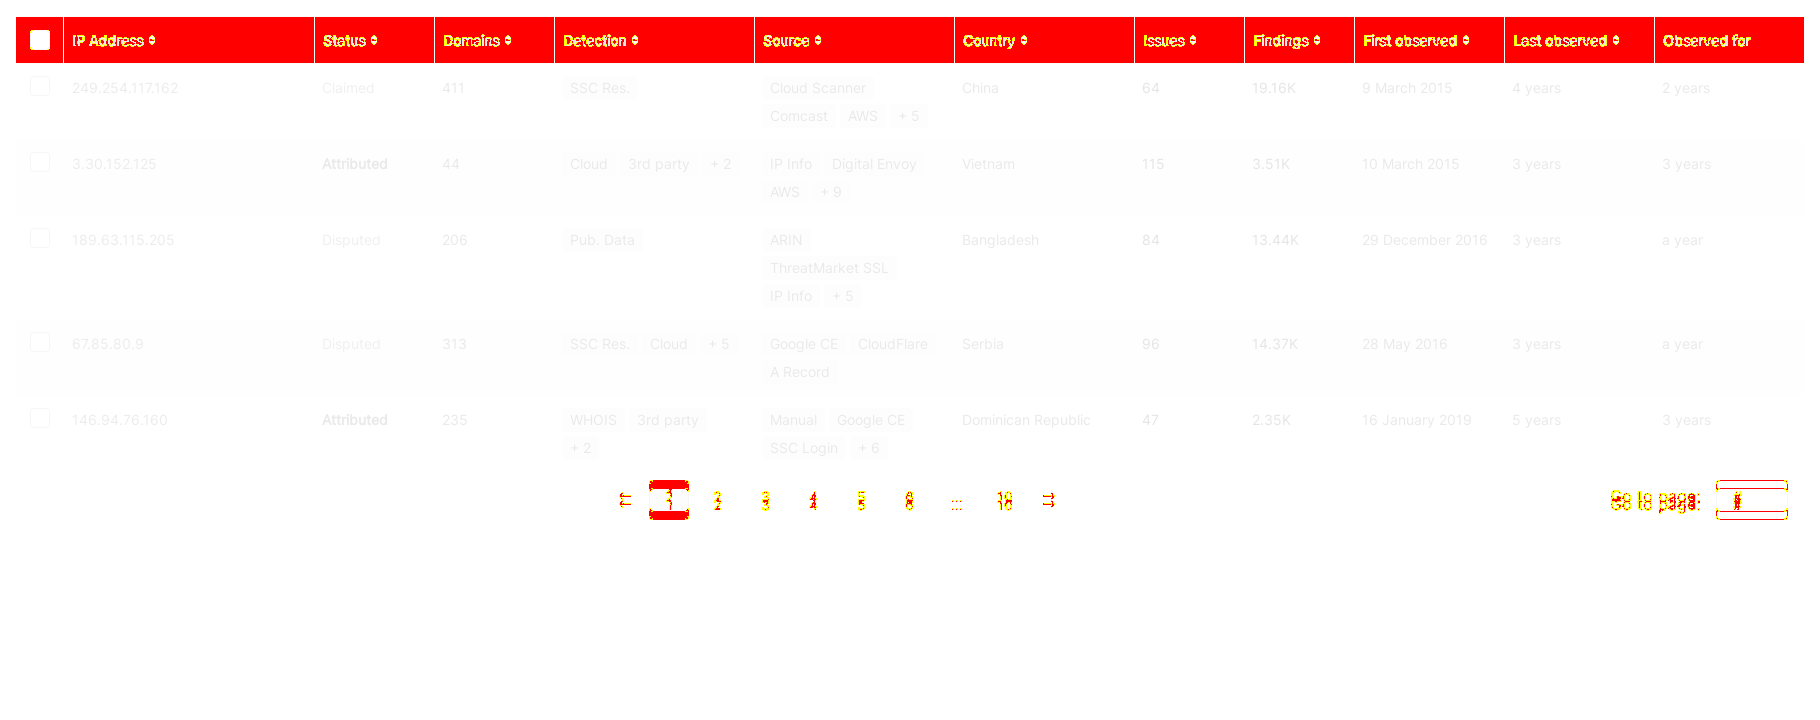 IP Address Status Domains Detection Source Country Issues Findings First observed Last observed Observed for
249.254.117.162 Claimed 411 SSC Res. Cloud Scanner China 64 19.16K 9 March 2015 4 years 2 years
Comcast AWS + 5
3.30.152.125 Attributed 44 Cloud 3rd party + 2 IP Info Digital Envoy Vietnam 115 3.51K 10 March 2015 3 years 3 years
AWS + 9
189.63.115.205 Disputed 206 Pub. Data ARIN Bangladesh 84 13.44K 29 December 2016 3 years a year
ThreatMarket SSL
IP Info + 5
67.85.80.9 Disputed 313 SSC Res. Cloud + 5 Google CE CloudFlare Serbia 96 14.37K 28 May 2016 3 years a year
A Record
146.94.76.160 Attributed 235 WHOIS 3rd party Manual Google CE Dominican Republic 47 2.35K 16 January 2019 5 years 3 years
+ 2 SSC Login + 6
← 1 2 3 4 5 6 ... 10 → Go to page: #